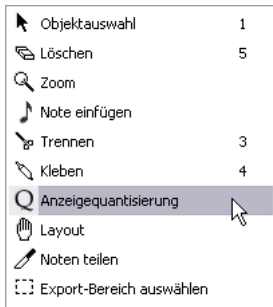 Objektauswahl 1
Löschen 5
Zoom
Note einfügen
Trennen 3
Kleben 4
Q Anzeigequantisierung
Layout
Noten teilen
Export-Bereich auswählen